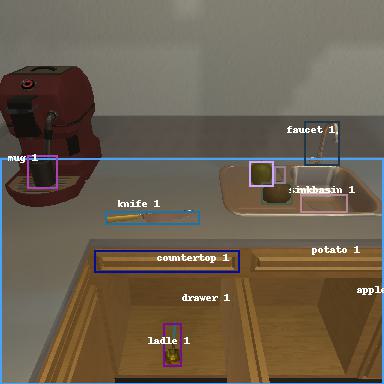 faucet 1
mug 1
sinkbasin 1
knife 1
potato 1
countertop 1
apple
drawer 1
ladle 1